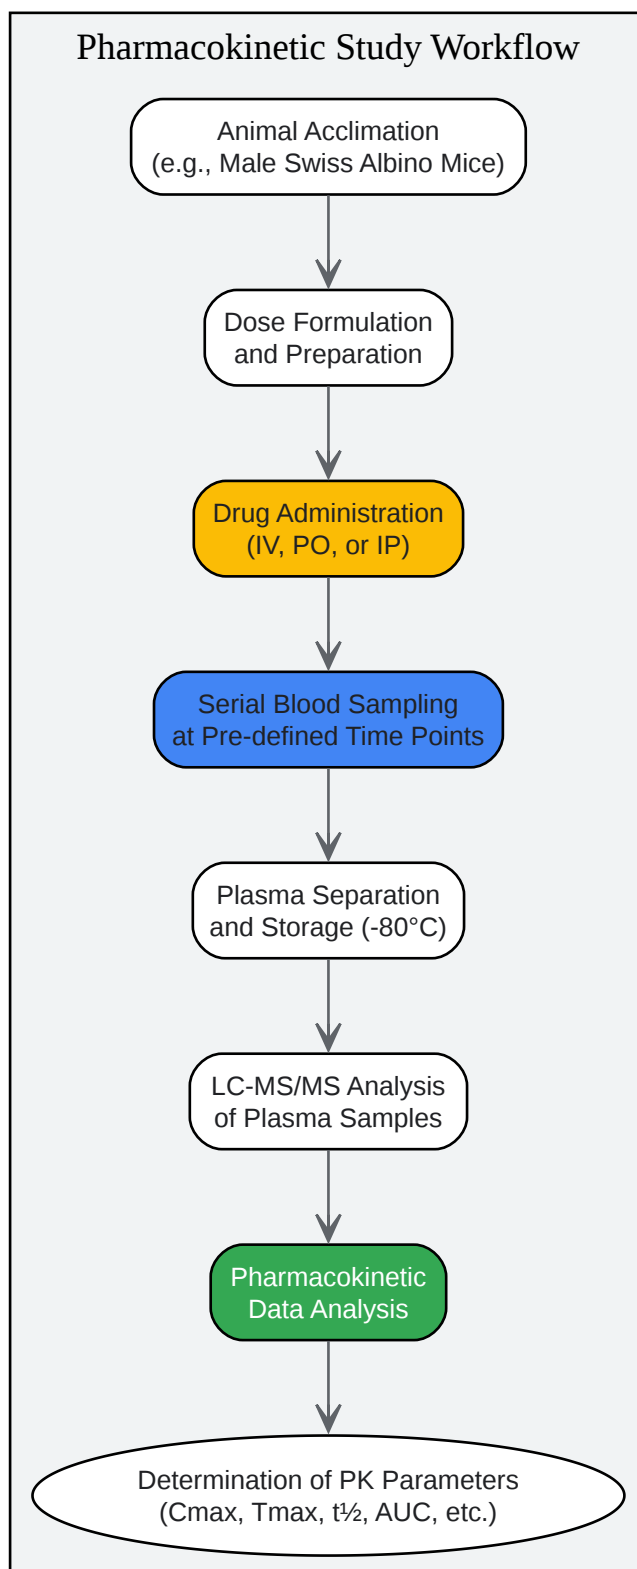 Pharmacokinetic Study Workflow
Animal Acclimation
(e.g., Male Swiss Albino Mice)
Dose Formulation
and Preparation
Drug Administration
(IV, PO, or IP)
Serial Blood Sampling
at Pre-defined Time Points
Plasma Separation
and Storage (-80°C)
LC-MS/MS Analysis
of Plasma Samples
Pharmacokinetic
Data Analysis
Determination of PK Parameters
(Cmax, Tmax, t½, AUC, etc.)